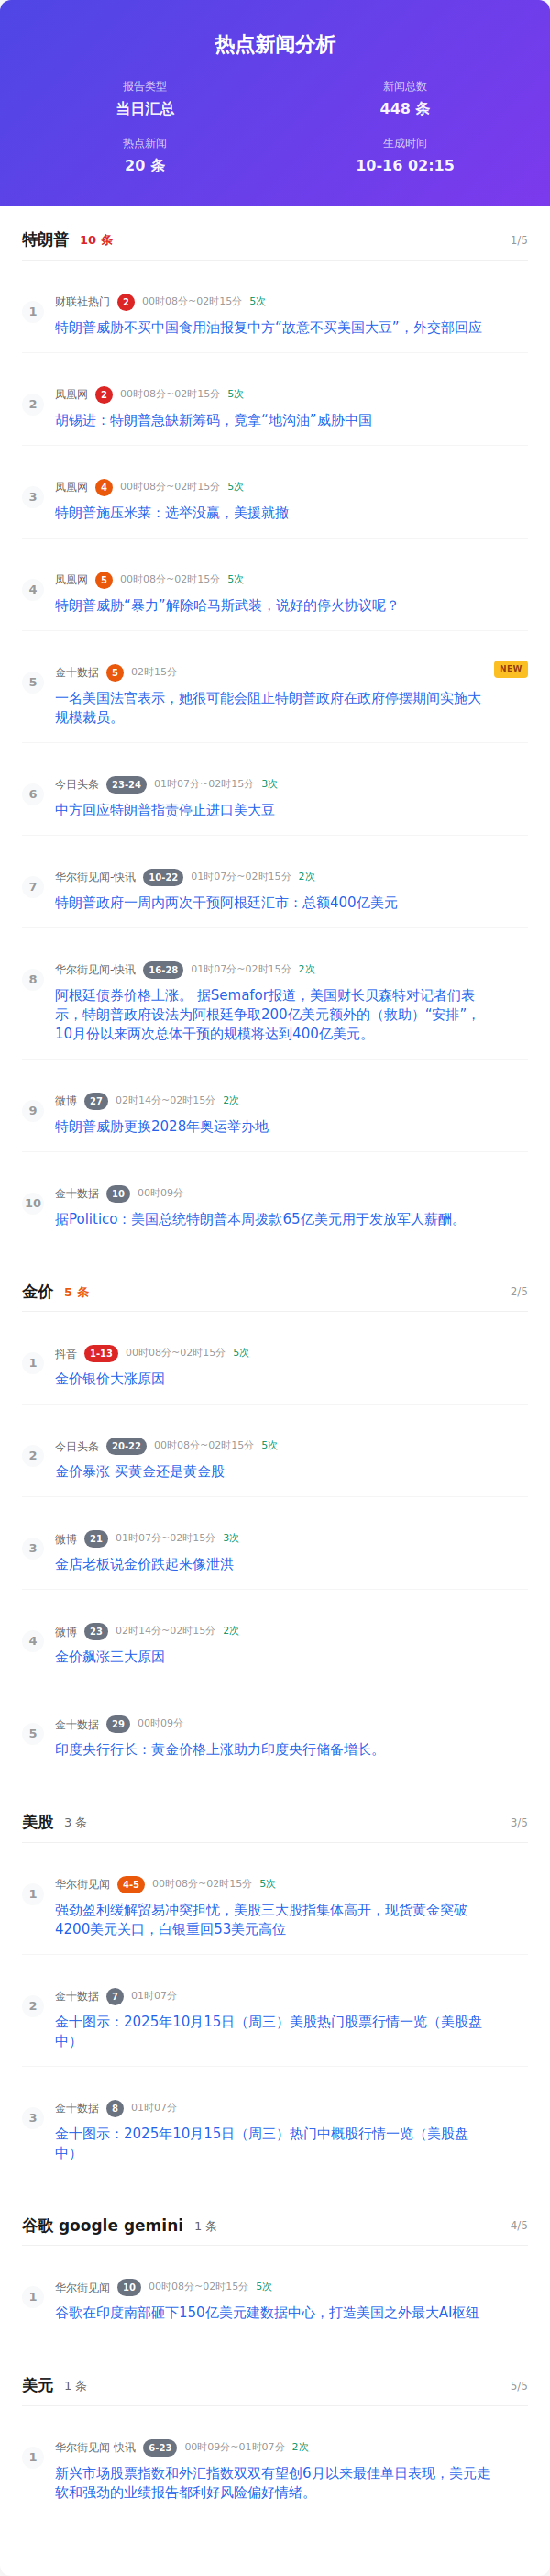 热点新闻分析
报告类型
当日汇总
新闻总数
448 条
热点新闻
20 条
生成时间
10-16 02:15
特朗普 10 条 1/5
1
财联社热门 2 00时08分~02时15分 5次
特朗普威胁不买中国食用油报复中方“故意不买美国大豆”，外交部回应
2
凤凰网 2 00时08分~02时15分 5次
胡锡进：特朗普急缺新筹码，竟拿“地沟油”威胁中国
3
凤凰网 4 00时08分~02时15分 5次
特朗普施压米莱：选举没赢，美援就撤
4
凤凰网 5 00时08分~02时15分 5次
特朗普威胁“暴力”解除哈马斯武装，说好的停火协议呢？
5
金十数据 5 02时15分 NEW
一名美国法官表示，她很可能会阻止特朗普政府在政府停摆期间实施大
规模裁员。
6
今日头条 23-24 01时07分~02时15分 3次
中方回应特朗普指责停止进口美大豆
7
华尔街见闻-快讯 10-22 01时07分~02时15分 2次
特朗普政府一周内两次干预阿根廷汇市：总额400亿美元
8
华尔街见闻-快讯 16-28 01时07分~02时15分 2次
阿根廷债券价格上涨。 据Semafor报道，美国财长贝森特对记者们表
示，特朗普政府设法为阿根廷争取200亿美元额外的（救助）“安排”，
10月份以来两次总体干预的规模将达到400亿美元。
9
微博 27 02时14分~02时15分 2次
特朗普威胁更换2028年奥运举办地
10
金十数据 10 00时09分
据Politico：美国总统特朗普本周拨款65亿美元用于发放军人薪酬。
金价 5 条 2/5
1
抖音 1-13 00时08分~02时15分 5次
金价银价大涨原因
2
今日头条 20-22 00时08分~02时15分 5次
金价暴涨 买黄金还是黄金股
3
微博 21 01时07分~02时15分 3次
金店老板说金价跌起来像泄洪
4
微博 23 02时14分~02时15分 2次
金价飙涨三大原因
5
金十数据 29 00时09分
印度央行行长：黄金价格上涨助力印度央行储备增长。
美股 3 条 3/5
1
华尔街见闻 4-5 00时08分~02时15分 5次
强劲盈利缓解贸易冲突担忧，美股三大股指集体高开，现货黄金突破
4200美元关口，白银重回53美元高位
2
金十数据 7 01时07分
金十图示：2025年10月15日（周三）美股热门股票行情一览（美股盘
中）
3
金十数据 8 01时07分
金十图示：2025年10月15日（周三）热门中概股行情一览（美股盘
中）
谷歌 google gemini 1 条 4/5
1
华尔街见闻 10 00时08分~02时15分 5次
谷歌在印度南部砸下150亿美元建数据中心，打造美国之外最大AI枢纽
美元 1 条 5/5
1
华尔街见闻-快讯 6-23 00时09分~01时07分 2次
新兴市场股票指数和外汇指数双双有望创6月以来最佳单日表现，美元走
软和强劲的业绩报告都利好风险偏好情绪。